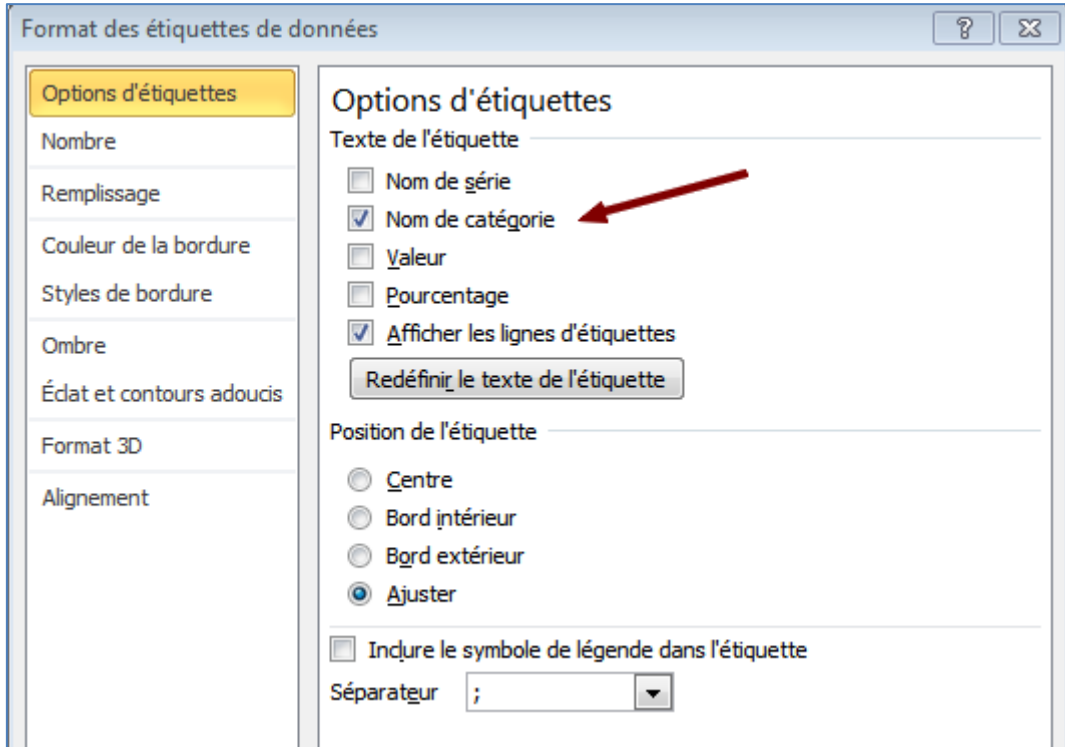 Format des étiquettes de données
Options d'étiquettes
Nombre
Remplissage
Couleur de la bordure
Styles de bordure
Ombre
Éclat et contours adoucis
Format 3D
Alignement
Options d'étiquettes
Texte de l'étiquette
Nom de série
Nom de catégorie
Valeur
Pourcentage
Afficher les lignes d'étiquettes
Redéfinir le texte de l'étiquette
Position de l'étiquette
Centre
Bord intérieur
Bord extérieur
Ajuster
Inclure le symbole de légende dans l'étiquette
Séparateur ;